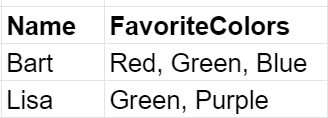 Name FavoriteColors
Bart Red, Green, Blue
Lisa Green, Purple